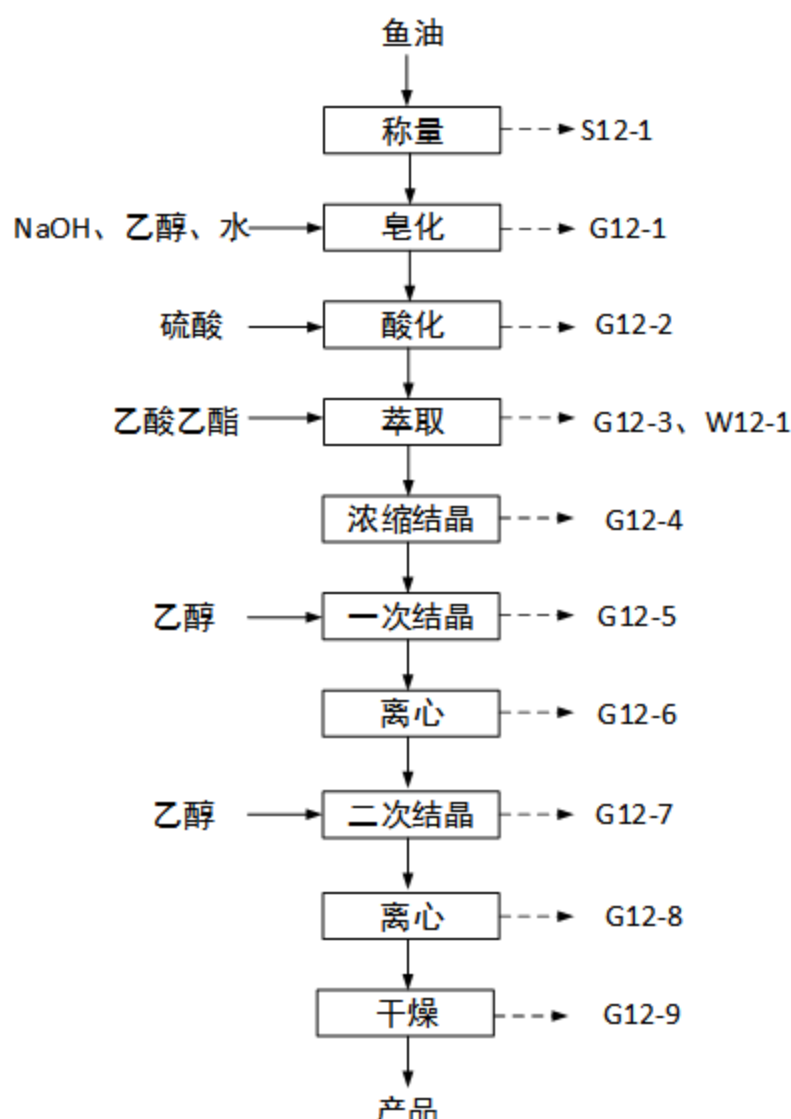 鱼油
称量
S12-1
NaOH、乙醇、水
皂化
G12-1
硫酸
酸化
G12-2
乙酸乙酯
萃取
G12-3、W12-1
浓缩结晶
G12-4
乙醇
一次结晶
G12-5
离心
G12-6
乙醇
二次结晶
G12-7
离心
G12-8
干燥
G12-9
产品